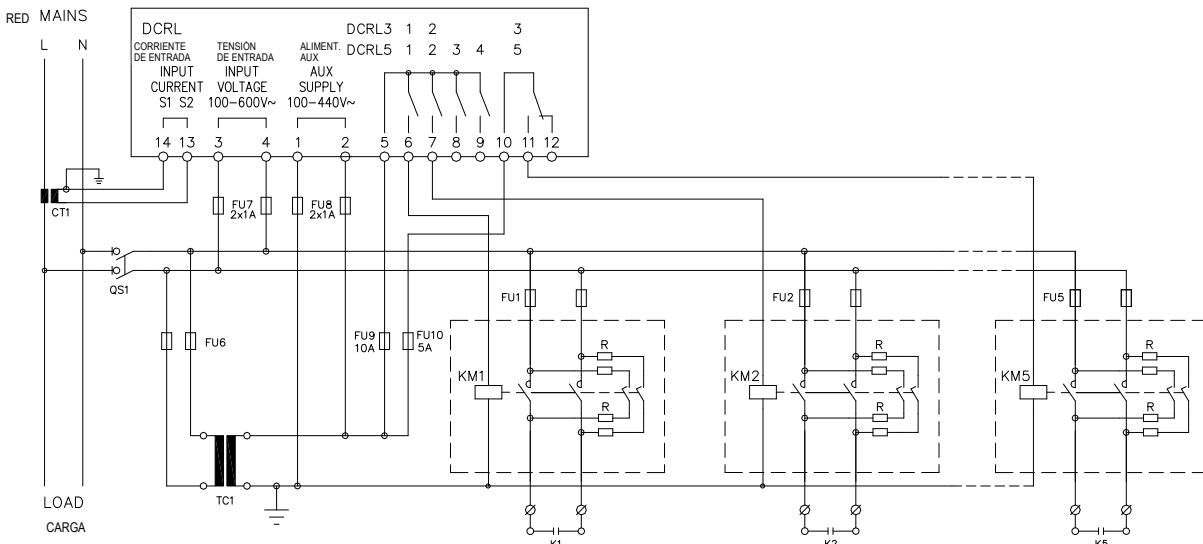 RED MAINS
L N
DCRL
DCRL3 1 2 3
DCRL5 1 2 3 4 5
CORRIENTE
DE ENTRADA
INPUT
CURRENT
S1 S2
TENSIÓN
DE ENTRADA
INPUT
VOLTAGE
100-600V~
ALIMENT.
AUX
AUX
SUPPLY
100-440V~
14 13 3 4 1 2 5 6 7 8 9 10 11 12
CT1
FU7
2x1A
FU8
2x1A
QS1
FU6
FU9
10A
FU10
5A
FU1
FU2
FU5
KM1
R
R
KM2
R
R
KM5
R
R
TC1
LOAD
CARGA
K1
K2
K5